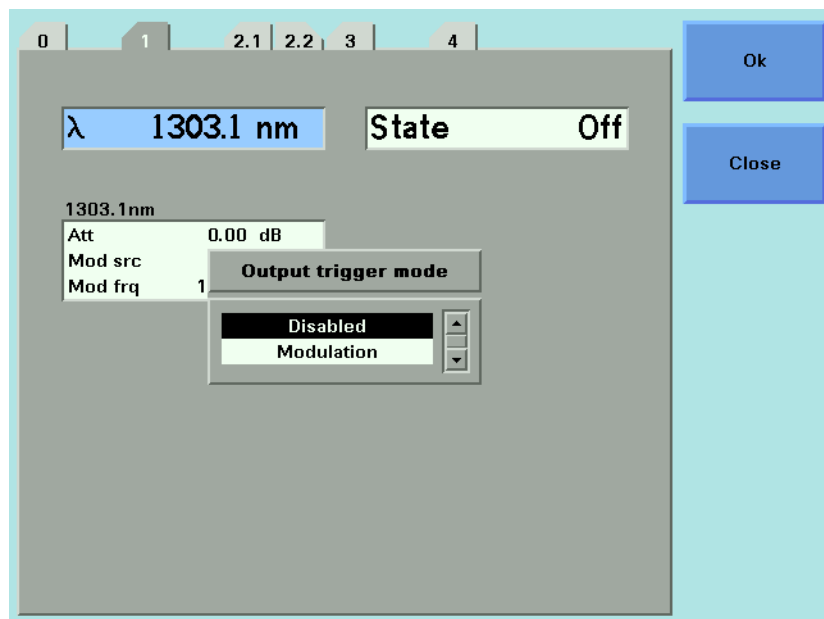 0 1 2.1 2.2 3 4
Ok
λ 1303.1 nm State Off
Close
1303.1nm
Att 0.00 dB
Mod src
Mod frq 1
Output trigger mode
Disabled
Modulation